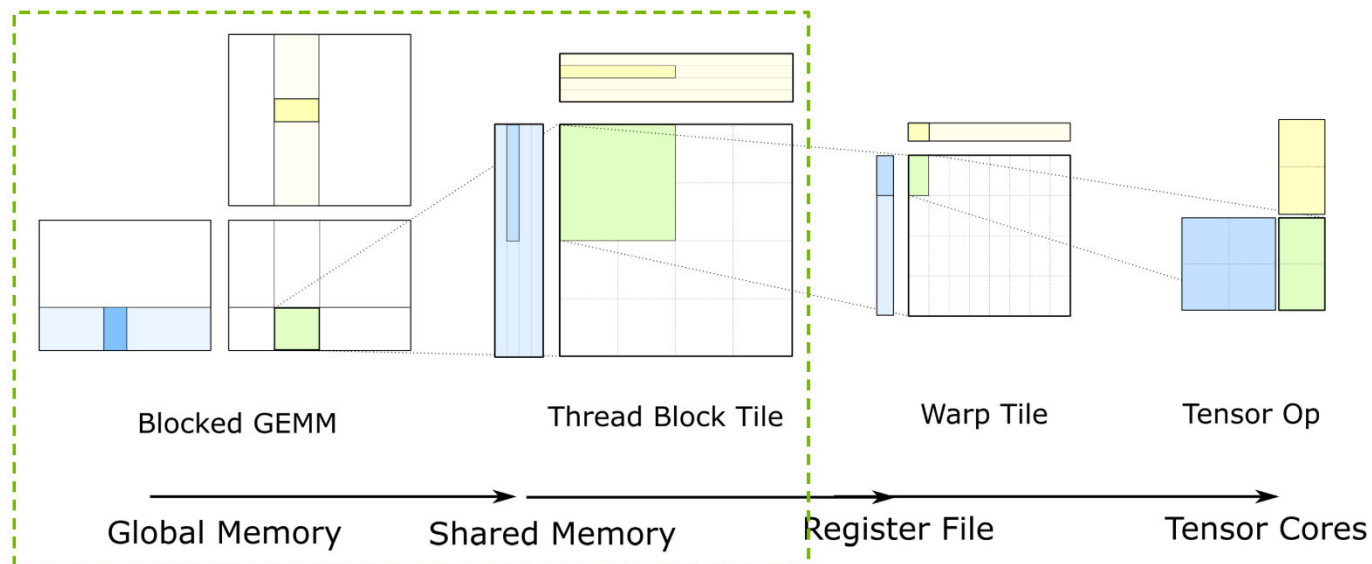 Blocked GEMM
Thread Block Tile
Warp Tile
Tensor Op
Global Memory
Shared Memory
Register File
Tensor Cores